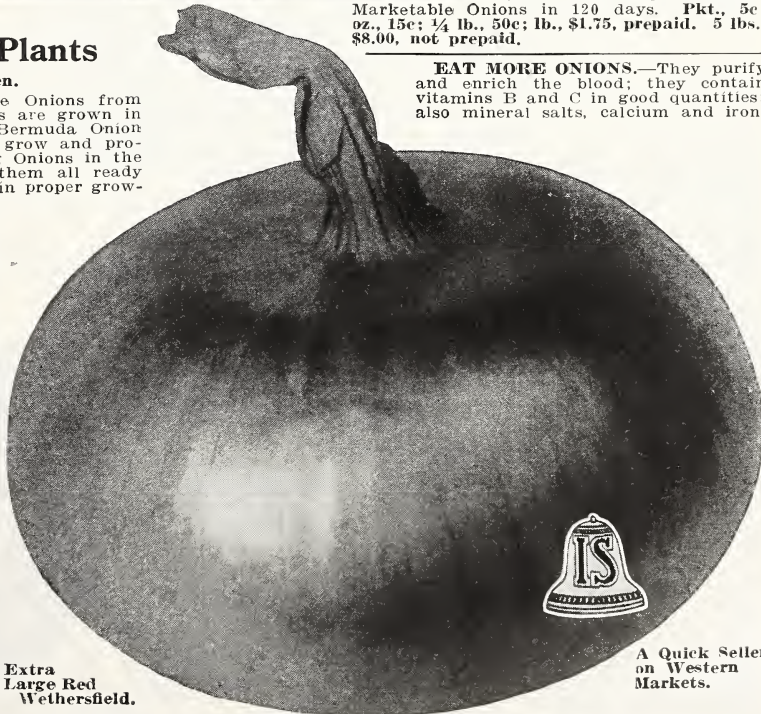 Plants
en.
e Onions from
s are grown in
Bermuda Onion
grow and pro-
Onions in the
them all ready
in proper grow-
Marketable Onions in 120 days. Pkt., 5c
oz., 15c; ¼ lb., 50c; lb., $1.75, prepaid. 5 lbs.
$8.00, not prepaid.
EAT MORE ONIONS.—They purify
and enrich the blood; they contain
vitamins B and C in good quantities
also mineral salts, calcium and iron
IS
Extra
Large Red
Wethersfield.
A Quick Seller
on Western
Markets.